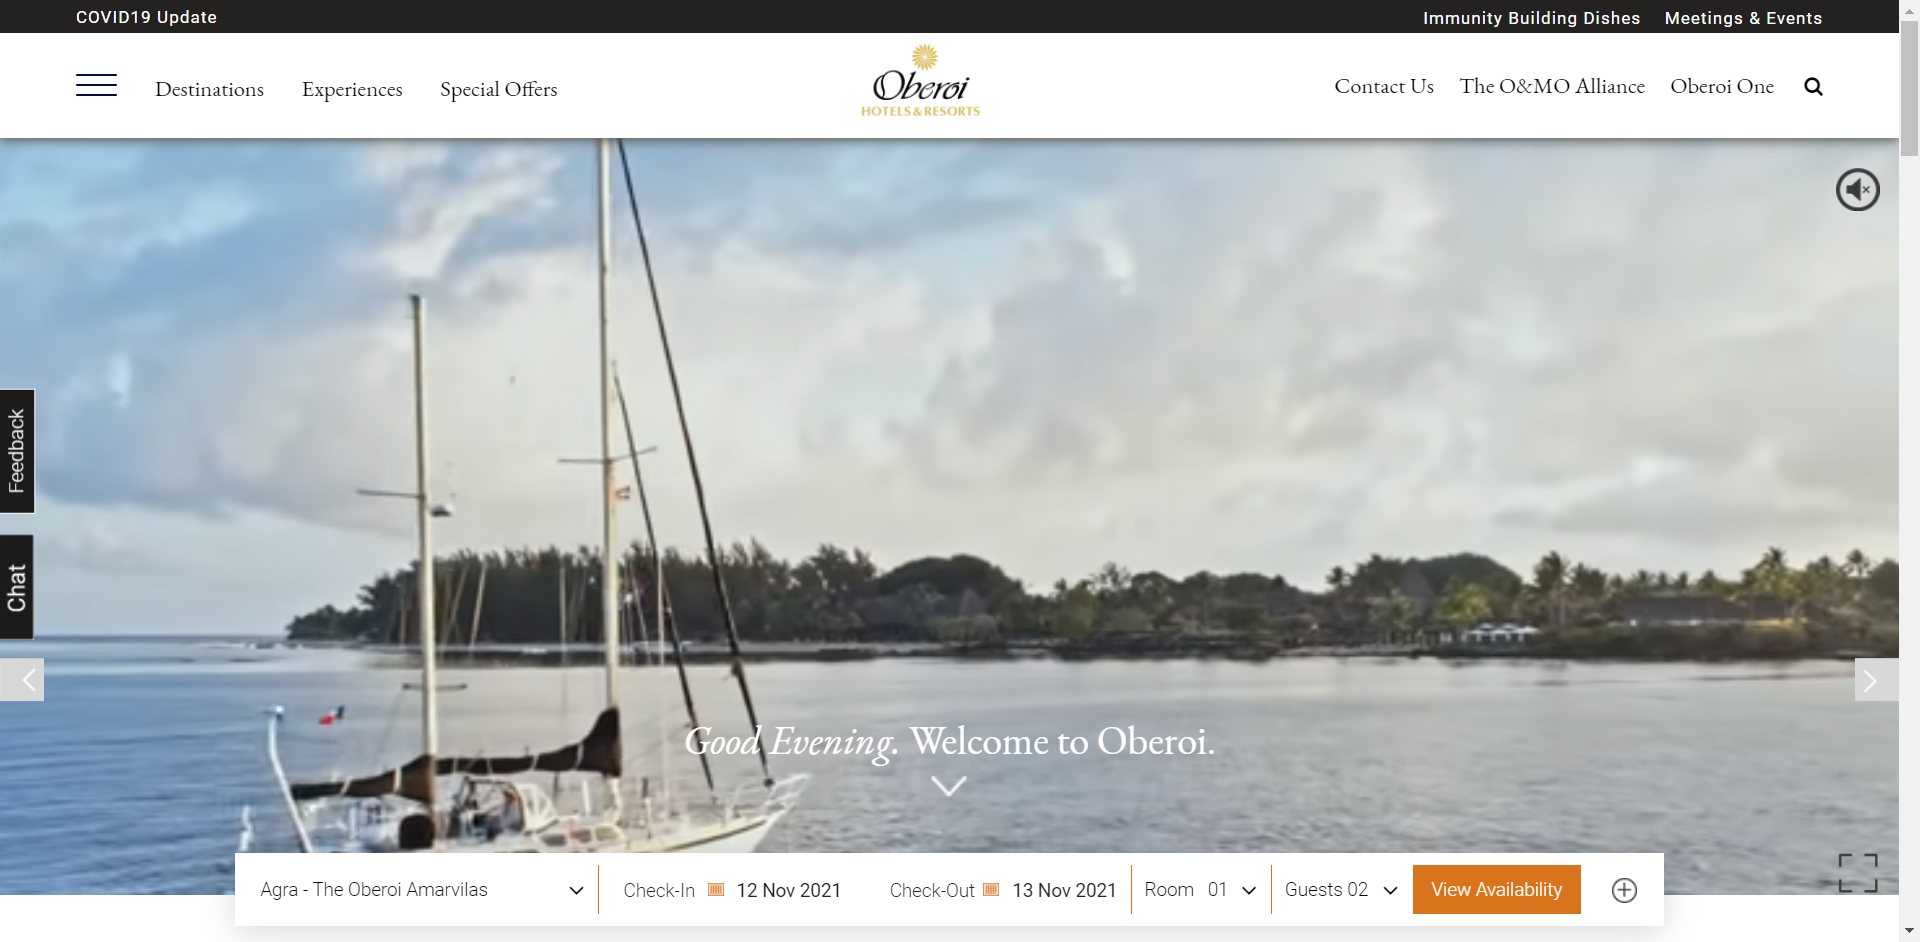 COVID19 Update
Immunity Building Dishes Meetings & Events
Destinations Experiences Special Offers
Oberoi
HOTELS & RESORTS
Contact Us The O&MO Alliance Oberoi One
Feedback
Chat
Good Evening. Welcome to Oberoi.
Agra - The Oberoi Amarvilas Check-In 12 Nov 2021 Check-Out 13 Nov 2021 Room 01 Guests 02 View Availability